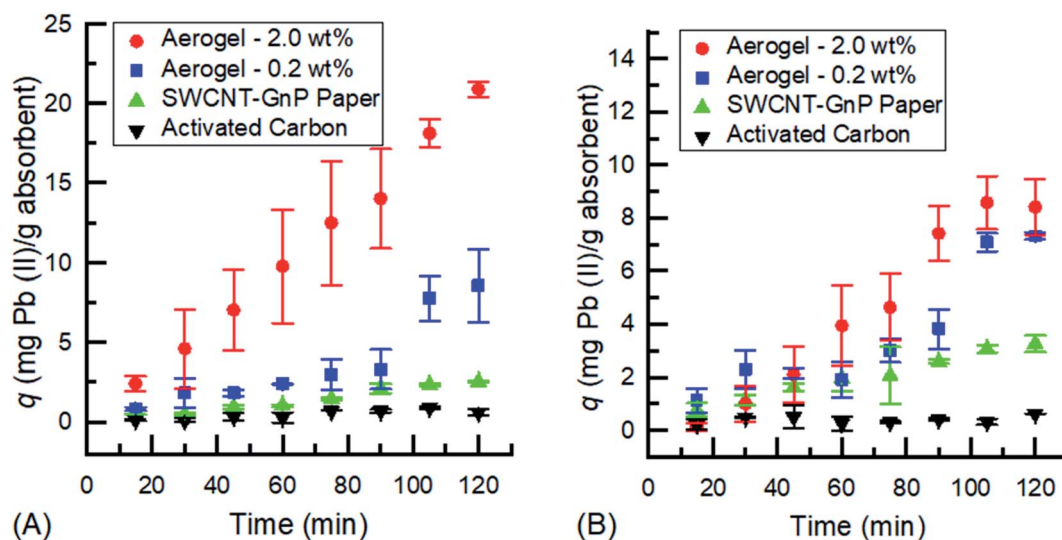 Aerogel - 2.0 wt%
Aerogel - 0.2 wt%
SWCNT-GnP Paper
Activated Carbon
q (mg Pb (II)/g absorbent)
25
20
15
10
5
0
0 20 40 60 80 100 120
Time (min)
(A)
Aerogel - 2.0 wt%
Aerogel - 0.2 wt%
SWCNT-GnP Paper
Activated Carbon
q (mg Pb (II)/g absorbent)
14
12
10
8
6
4
2
0
0 20 40 60 80 100 120
Time (min)
(B)